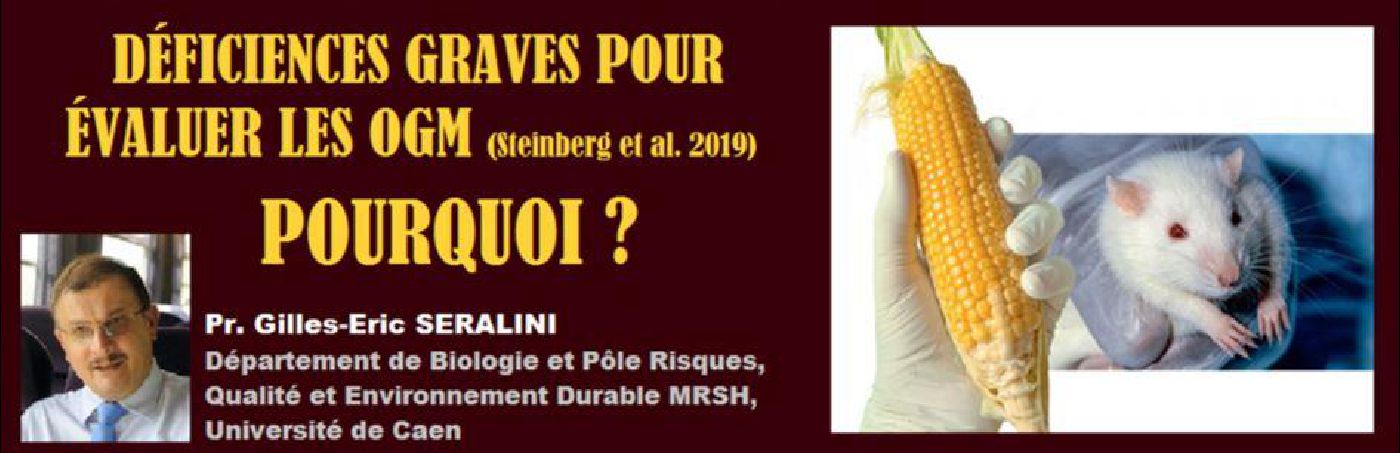 DÉFICIENCES GRAVES POUR
ÉVALUER LES OGM (Steinberg et al. 2019)
POURQUOI ?
Pr. Gilles-Eric SERALINI
Département de Biologie et Pôle Risques,
Qualité et Environnement Durable MRSH,
Université de Caen